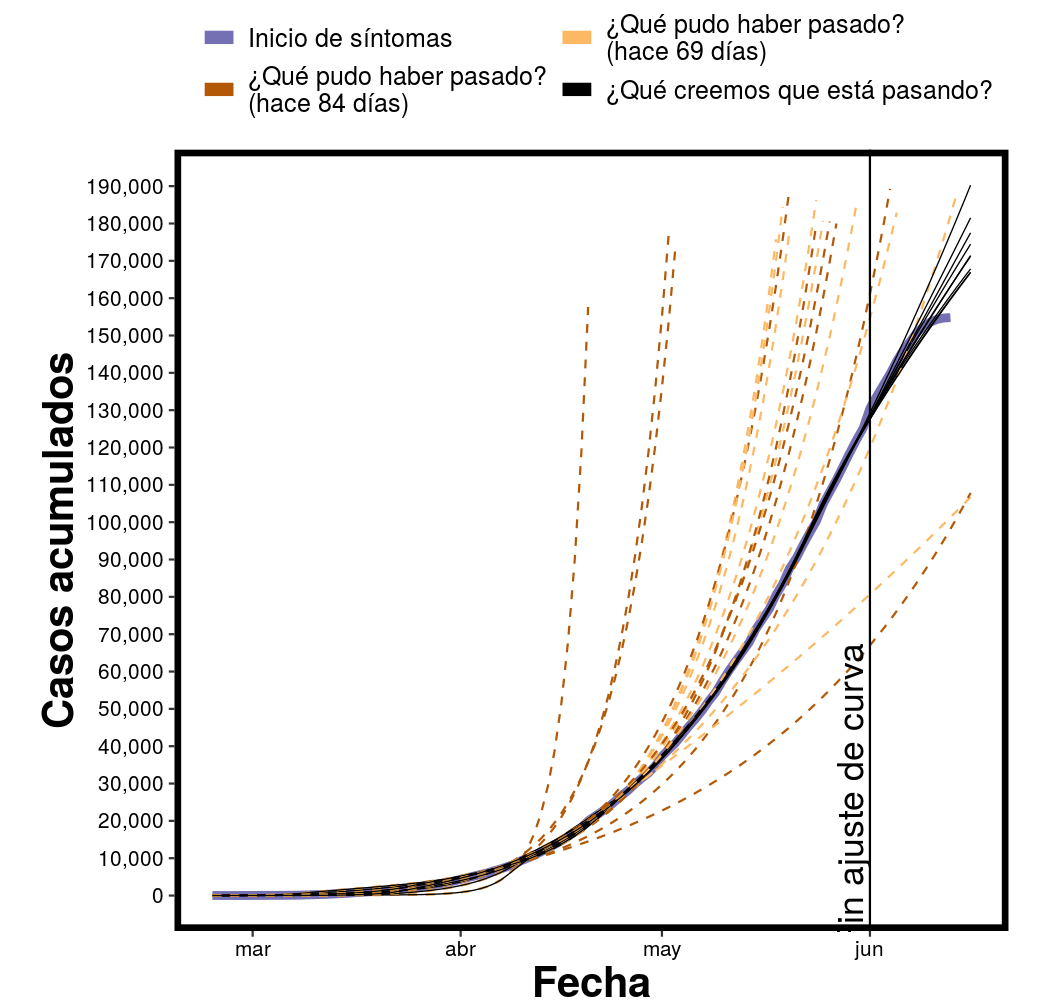 Inicio de síntomas
¿Qué pudo haber pasado?
(hace 84 días)
¿Qué pudo haber pasado?
(hace 69 días)
¿Qué creemos que está pasando?
Casos acumulados
190,000
180,000
170,000
160,000
150,000
140,000
130,000
120,000
110,000
100,000
90,000
80,000
70,000
60,000
50,000
40,000
30,000
20,000
10,000
0
in ajuste de curva
mar
abr
may
jun
Fecha